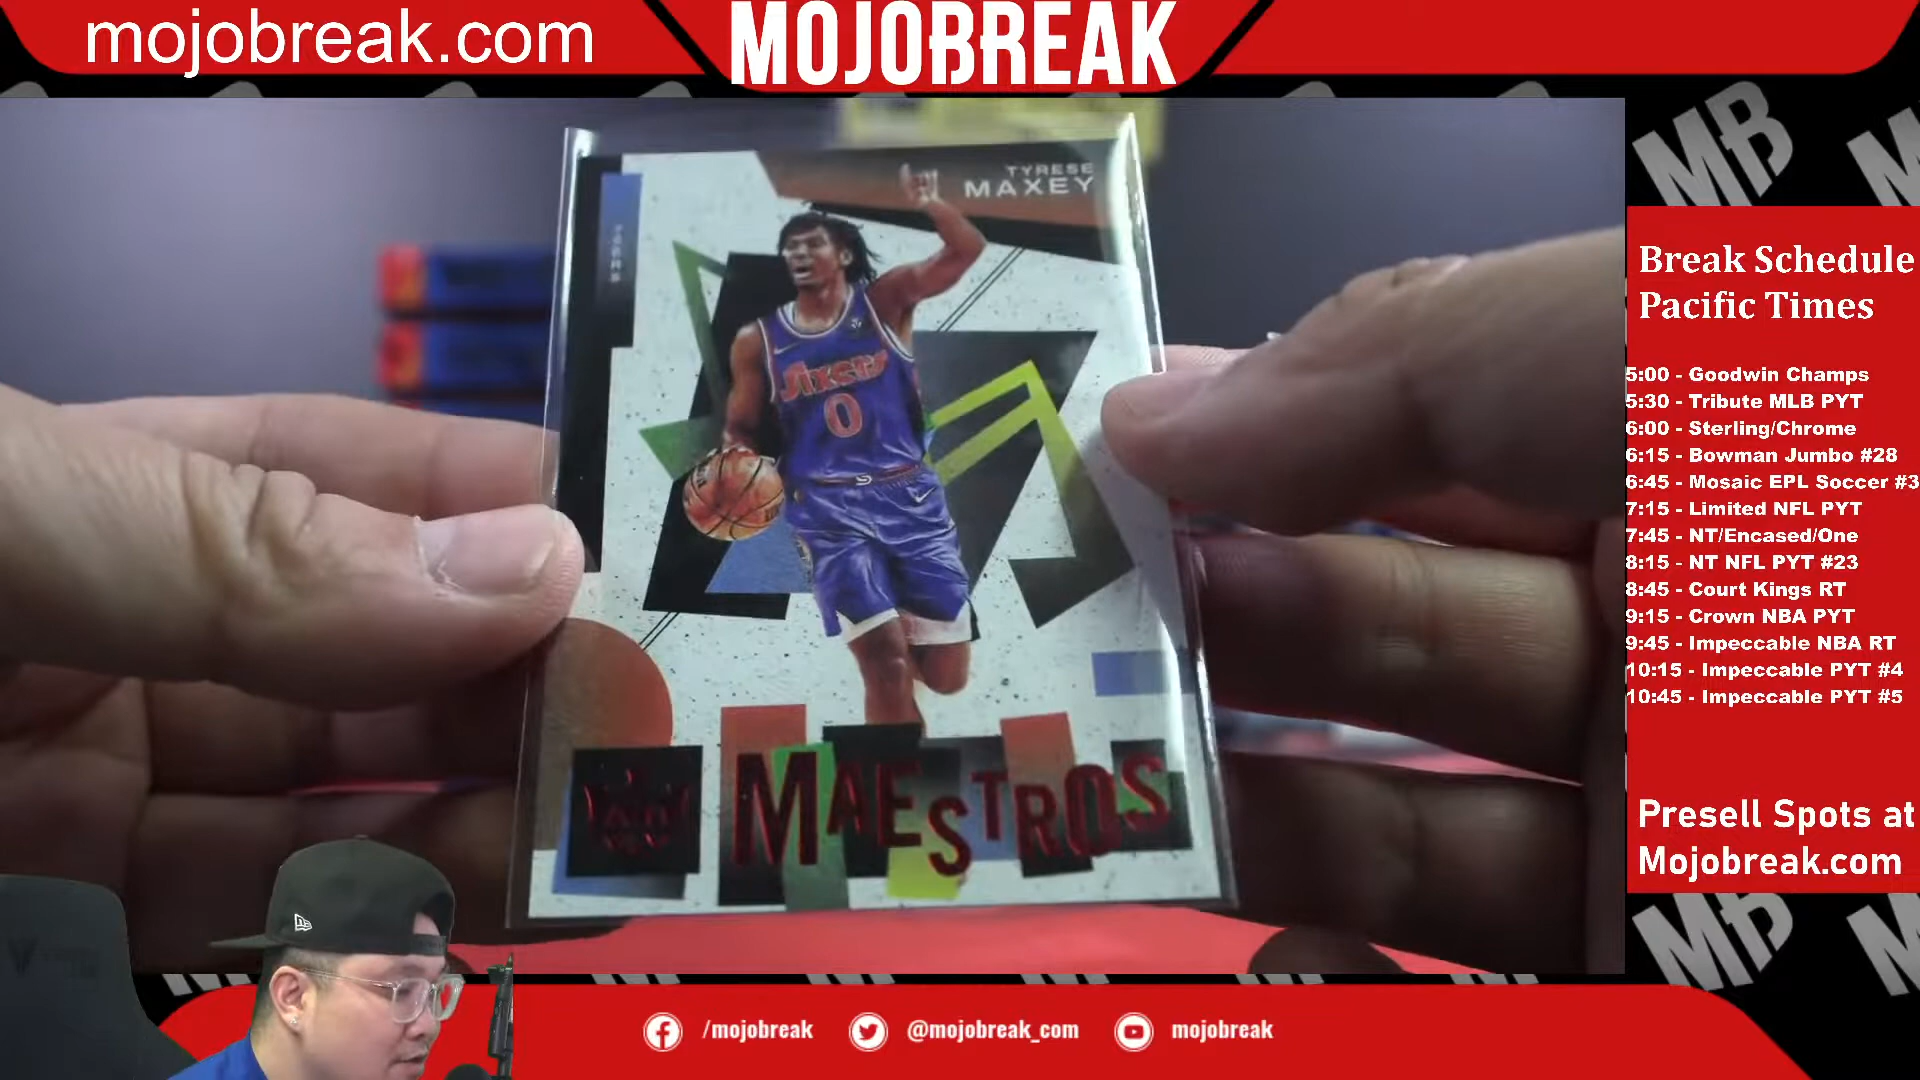 mojobreak.com
MOJOBREAK
MB
TYRESE
MAXEY
Sixers
0
MAESTROS
Break Schedule
Pacific Times
5:00 - Goodwin Champs
5:30 - Tribute MLB PYT
6:00 - Sterling/Chrome
6:15 - Bowman Jumbo #28
6:45 - Mosaic EPL Soccer #3
7:15 - Limited NFL PYT
7:45 - NT/Encased/One
8:15 - NT NFL PYT #23
8:45 - Court Kings RT
9:15 - Crown NBA PYT
9:45 - Impeccable NBA RT
10:15 - Impeccable PYT #4
10:45 - Impeccable PYT #5
Presell Spots at
Mojobreak.com
MB
/mojobreak
@mojobreak_com
mojobreak